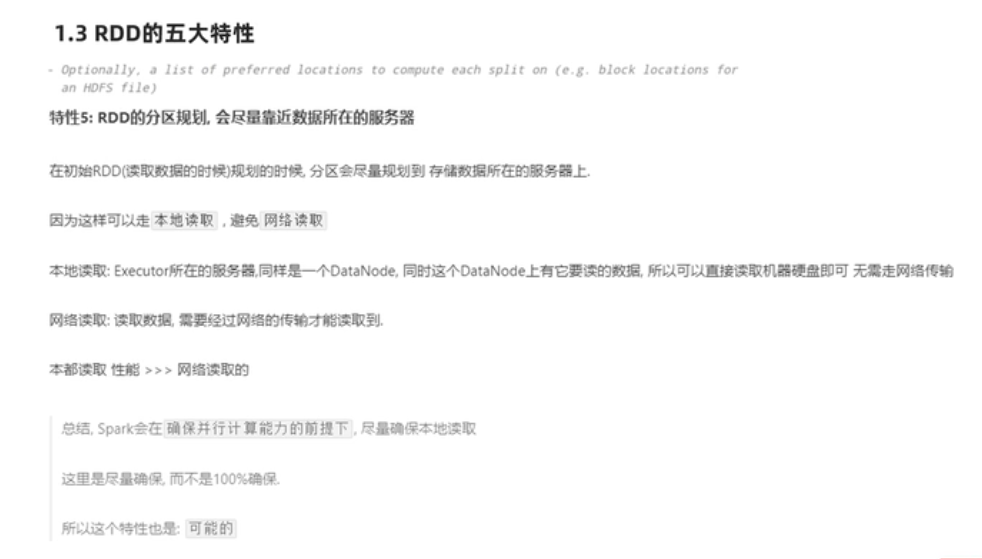 1.3 RDD的五大特性
- Optionally, a list of preferred locations to compute each split on (e.g. block locations for
an HDFS file)
特性5: RDD的分区规划, 会尽量靠近数据所在的服务器
在初始RDD(读取数据的时候)规划的时候, 分区会尽量规划到 存储数据所在的服务器上.
因为这样可以走 本地读取 , 避免 网络读取
本地读取: Executor所在的服务器,同样是一个DataNode, 同时这个DataNode上有它要读的数据, 所以可以直接读取机器硬盘即可 无需走网络传输
网络读取: 读取数据, 需要经过网络的传输才能读取到.
本都读取 性能 >>> 网络读取的
总结, Spark会在 确保并行计算能力的前提下 , 尽量确保本地读取
这里是尽量确保, 而不是100%确保.
所以这个特性也是: 可能的